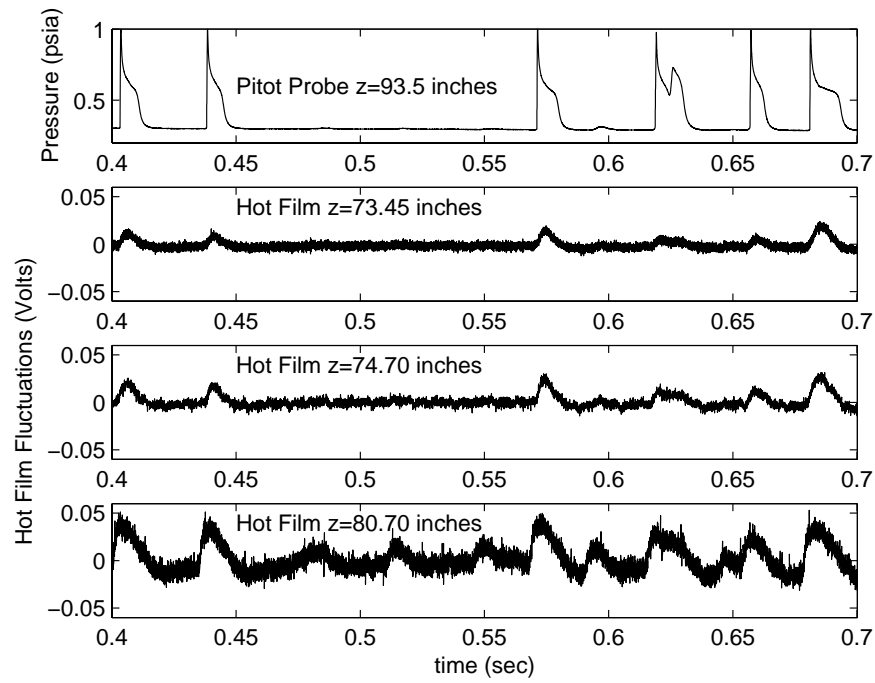 Pressure (psia)
1
0.5
Pitot Probe z=93.5 inches
0.4 0.45 0.5 0.55 0.6 0.65 0.7
Hot Film Fluctuations (Volts)
0.05
0
−0.05
Hot Film z=73.45 inches
0.4 0.45 0.5 0.55 0.6 0.65 0.7
0.05
0
−0.05
Hot Film z=74.70 inches
0.4 0.45 0.5 0.55 0.6 0.65 0.7
0.05
0
−0.05
Hot Film z=80.70 inches
0.4 0.45 0.5 0.55 0.6 0.65 0.7
time (sec)